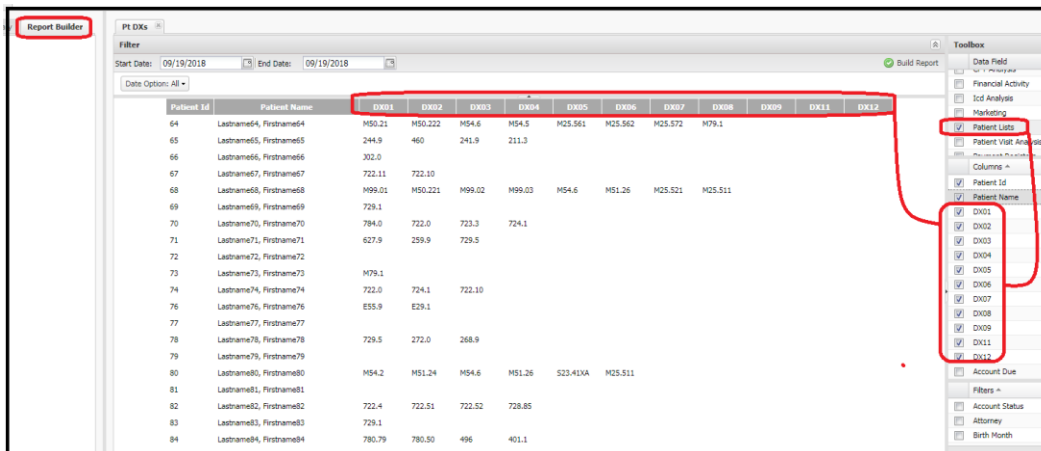 Report Builder
Pt DXs
Filter
Start Date: 09/19/2018 End Date: 09/19/2018 Build Report
Date Option: All
Patient Id Patient Name DX01 DX02 DX03 DX04 DX05 DX06 DX07 DX08 DX09 DX11 DX12
64 Lastname64, Firstname64 M50.21 M50.222 M54.6 M54.5 M25.561 M25.562 M25.572 M79.1
65 Lastname65, Firstname65 244.9 460 241.9 211.3
66 Lastname66, Firstname66 J02.0
67 Lastname67, Firstname67 722.11 722.10
68 Lastname68, Firstname68 M99.01 M50.221 M99.02 M99.03 M54.6 M51.26 M25.521 M25.511
69 Lastname69, Firstname69 729.1
70 Lastname70, Firstname70 784.0 722.0 723.3 724.1
71 Lastname71, Firstname71 627.9 259.9 729.5
72 Lastname72, Firstname72
73 Lastname73, Firstname73 M79.1
74 Lastname74, Firstname74 722.0 724.1 722.10
76 Lastname76, Firstname76 E55.9 E29.1
77 Lastname77, Firstname77
78 Lastname78, Firstname78 729.5 272.0 268.9
79 Lastname79, Firstname79
80 Lastname80, Firstname80 M54.2 M51.24 M54.6 M51.26 S23.41XA M25.511
81 Lastname81, Firstname81
82 Lastname82, Firstname82 722.4 722.51 722.52 728.85
83 Lastname83, Firstname83 729.1
84 Lastname84, Firstname84 780.79 780.50 496 401.1
Toolbox
Data Field
Financial Activity
Icd Analysis
Marketing
Patient Lists
Patient Visit Analysis
Columns
Patient Id
Patient Name
DX01
DX02
DX03
DX04
DX05
DX06
DX07
DX08
DX09
DX11
DX12
Account Due
Filters
Account Status
Attorney
Birth Month